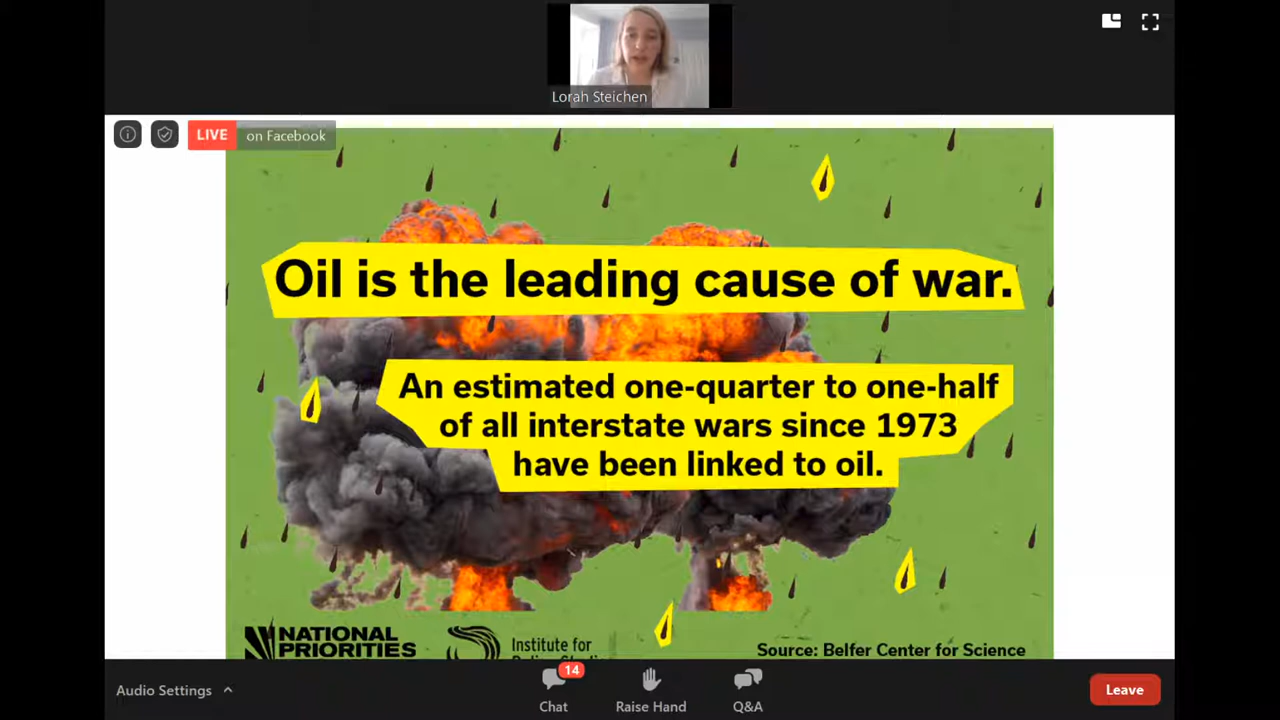 Lorah Steichen
LIVE on Facebook
Oil is the leading cause of war.
An estimated one-quarter to one-half
of all interstate wars since 1973
have been linked to oil.
NATIONAL
PRIORITIES
Institute for
Source: Belfer Center for Science
Audio Settings
14
Chat
Raise Hand
Q&A
Leave